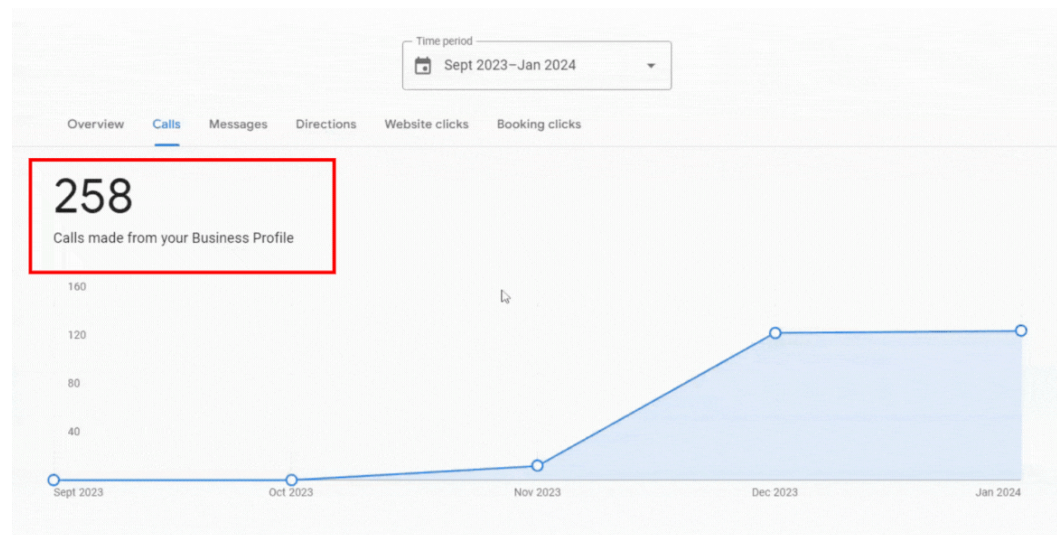 Time period
Sept 2023–Jan 2024
Overview Calls Messages Directions Website clicks Booking clicks
258
Calls made from your Business Profile
160
120
80
40
Sept 2023 Oct 2023 Nov 2023 Dec 2023 Jan 2024